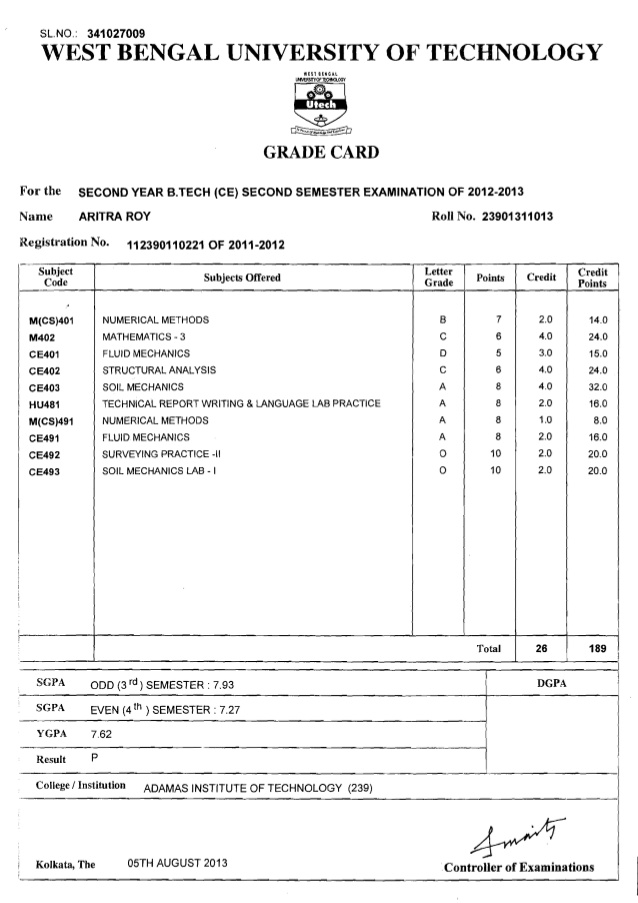 SL.NO.: 341027009
WEST BENGAL UNIVERSITY OF TECHNOLOGY
WEST BENGAL
UNIVERSITY OF TECHNOLOGY
Utech
GRADE CARD
For the SECOND YEAR B.TECH (CE) SECOND SEMESTER EXAMINATION OF 2012-2013
Name ARITRA ROY Roll No. 23901311013
Registration No. 112390110221 OF 2011-2012
Subject Code Subjects Offered Letter Grade Points Credit Credit Points
M(CS)401 NUMERICAL METHODS B 7 2.0 14.0
M402 MATHEMATICS - 3 C 6 4.0 24.0
CE401 FLUID MECHANICS D 5 3.0 15.0
CE402 STRUCTURAL ANALYSIS C 6 4.0 24.0
CE403 SOIL MECHANICS A 8 4.0 32.0
HU481 TECHNICAL REPORT WRITING & LANGUAGE LAB PRACTICE A 8 2.0 16.0
M(CS)491 NUMERICAL METHODS A 8 1.0 8.0
CE491 FLUID MECHANICS A 8 2.0 16.0
CE492 SURVEYING PRACTICE -II O 10 2.0 20.0
CE493 SOIL MECHANICS LAB - I O 10 2.0 20.0
Total 26 189
SGPA ODD (3rd) SEMESTER : 7.93 DGPA
SGPA EVEN (4th) SEMESTER : 7.27
YGPA 7.62
Result P
College / Institution ADAMAS INSTITUTE OF TECHNOLOGY (239)
Kolkata, The 05TH AUGUST 2013
Controller of Examinations